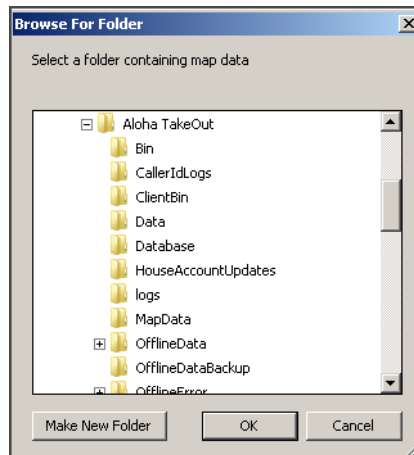 Browse For Folder
Select a folder containing map data
Aloha TakeOut
Bin
CallerIdLogs
ClientBin
Data
Database
HouseAccountUpdates
logs
MapData
OfflineData
OfflineDataBackup
OfflineError
Make New Folder
OK
Cancel